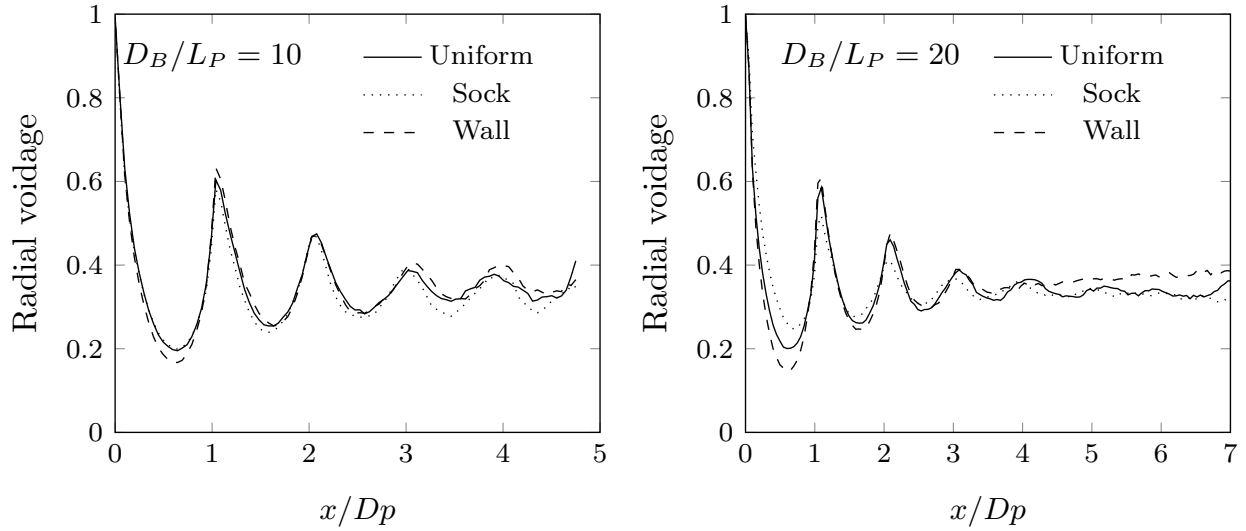 1
0.8
0.6
0.4
0.2
0
0 1 2 3 4 5
Radial voidage
x/Dp
D_B/L_P = 10
Uniform
Sock
Wall
1
0.8
0.6
0.4
0.2
0
0 1 2 3 4 5 6 7
Radial voidage
x/Dp
D_B/L_P = 20
Uniform
Sock
Wall